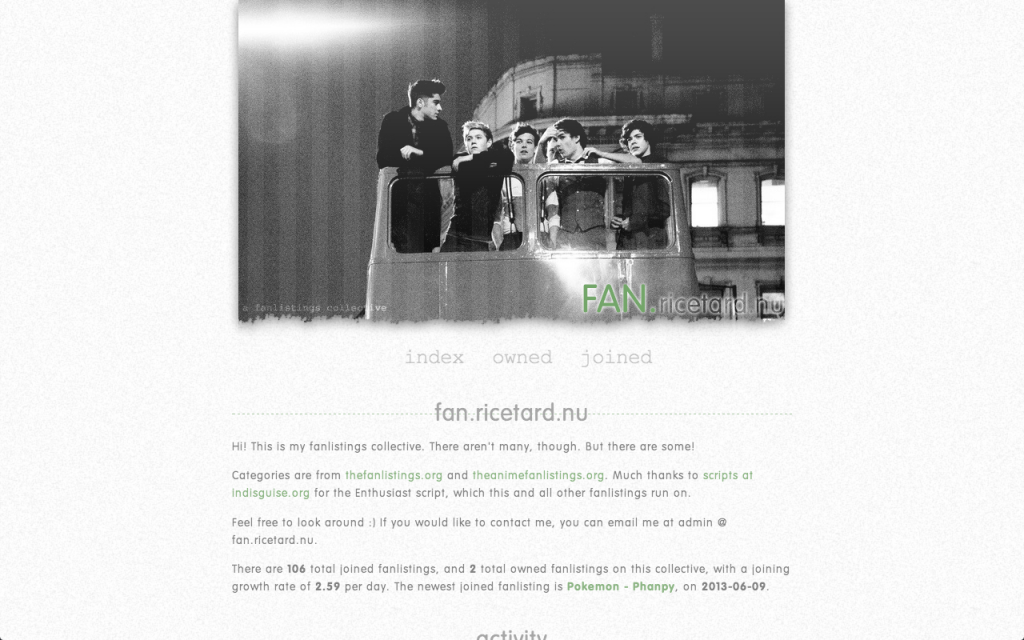 a fanlistings collective
FAN.ricetard.nu
index owned joined
fan.ricetard.nu
Hi! This is my fanlistings collective. There aren't many, though. But there are some!
Categories are from thefanlistings.org and theanimefanlistings.org. Much thanks to scripts at
indisguise.org for the Enthusiast script, which this and all other fanlistings run on.
Feel free to look around :) If you would like to contact me, you can email me at admin @
fan.ricetard.nu.
There are 106 total joined fanlistings, and 2 total owned fanlistings on this collective, with a joining
growth rate of 2.59 per day. The newest joined fanlisting is Pokemon - Phanpy, on 2013-06-09.
activity